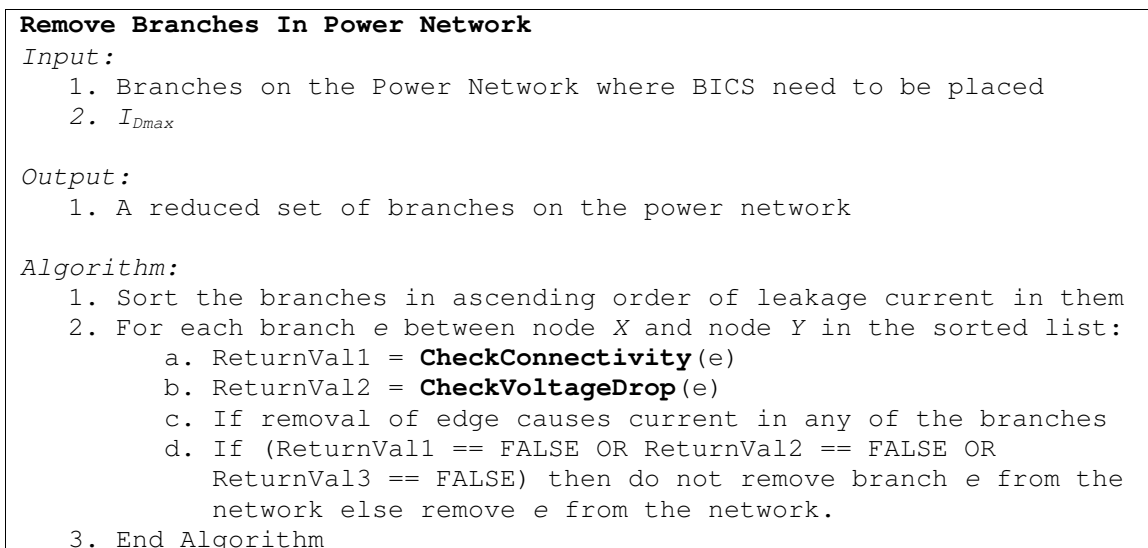 Remove Branches In Power Network
Input:
1. Branches on the Power Network where BICS need to be placed
2. I_Dmax
Output:
1. A reduced set of branches on the power network
Algorithm:
1. Sort the branches in ascending order of leakage current in them
2. For each branch e between node X and node Y in the sorted list:
a. ReturnVal1 = CheckConnectivity(e)
b. ReturnVal2 = CheckVoltageDrop(e)
c. If removal of edge causes current in any of the branches
d. If (ReturnVal1 == FALSE OR ReturnVal2 == FALSE OR
ReturnVal3 == FALSE) then do not remove branch e from the
network else remove e from the network.
3. End Algorithm